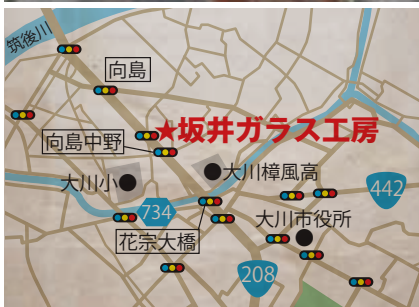 筑後川
向島
★坂井ガラス工房
向島中野
大川樟風高
大川小
442
734
大川市役所
花宗大橋
208